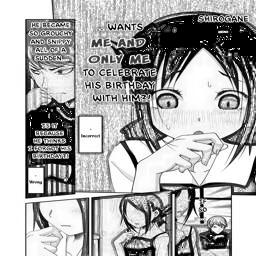 SHIROGANE
WANTS
ME AND
ONLY ME
TO CELEBRATE
HIS BIRTHDAY
WITH HIM?!
Incorrect
HE BECAME
SO GROUCHY
AND SNIPPY
ALL OF A
SUDDEN...
IS IT
BECAUSE
HE THINKS
I FORGOT HIS
BIRTHDAY?!
Wrong